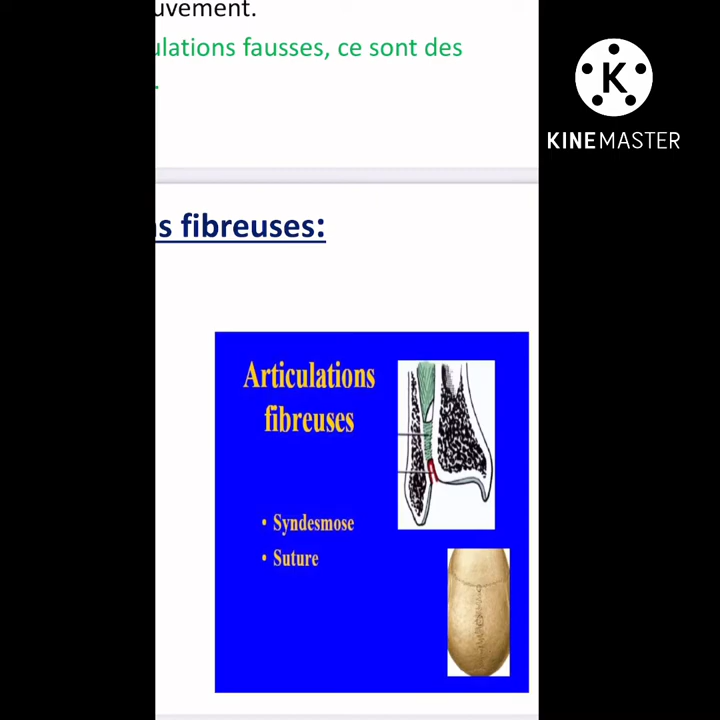 uvement.
ulations fausses, ce sont des
.
K
KINEMASTER
s fibreuses:
Articulations
fibreuses
• Syndesmose
• Suture